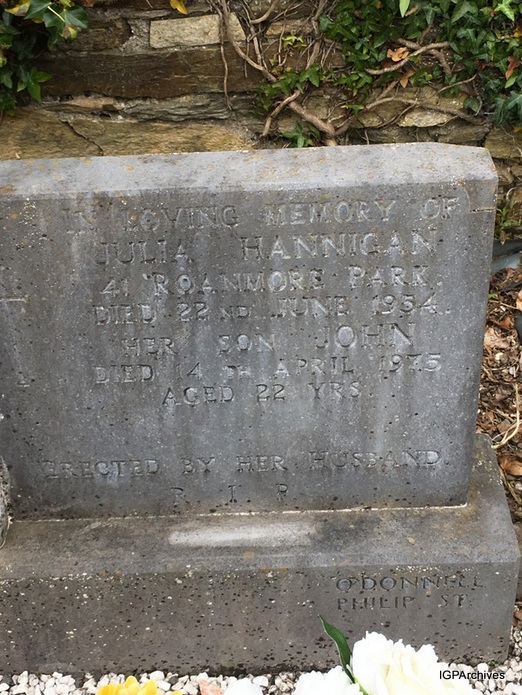 IN LOVING MEMORY OF
JULIA HANNIGAN
41 ROANMORE PARK.
DIED 22ND JUNE 1954.
HER SON JOHN
DIED 14TH APRIL 1975
AGED 22 YRS
ERECTED BY HER HUSBAND.
R I P
O'DONNELL
PHILIP ST.
IGPArchives